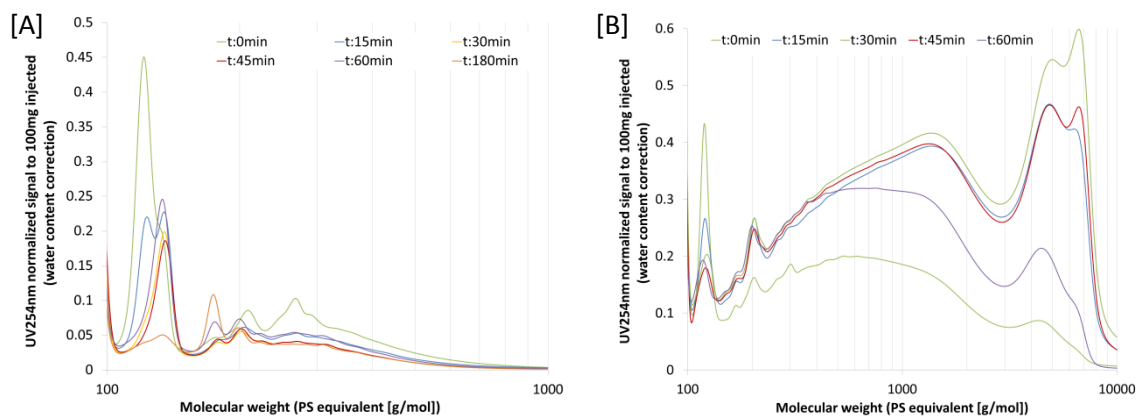 [A]
0.5
0.45
0.4
0.35
0.3
0.25
0.2
0.15
0.1
0.05
0
UV254nm normalized signal to 100mg injected
(water content correction)
t:0min t:15min t:30min
t:45min t:60min t:180min
100 1000
Molecular weight (PS equivalent [g/mol])
[B]
0.6
0.5
0.4
0.3
0.2
0.1
0
UV254nm normalized signal to 100mg injected
(water content correction)
t:0min t:15min t:30min t:45min t:60min
100 1000 10000
Molecular weight (PS equivalent [g/mol])